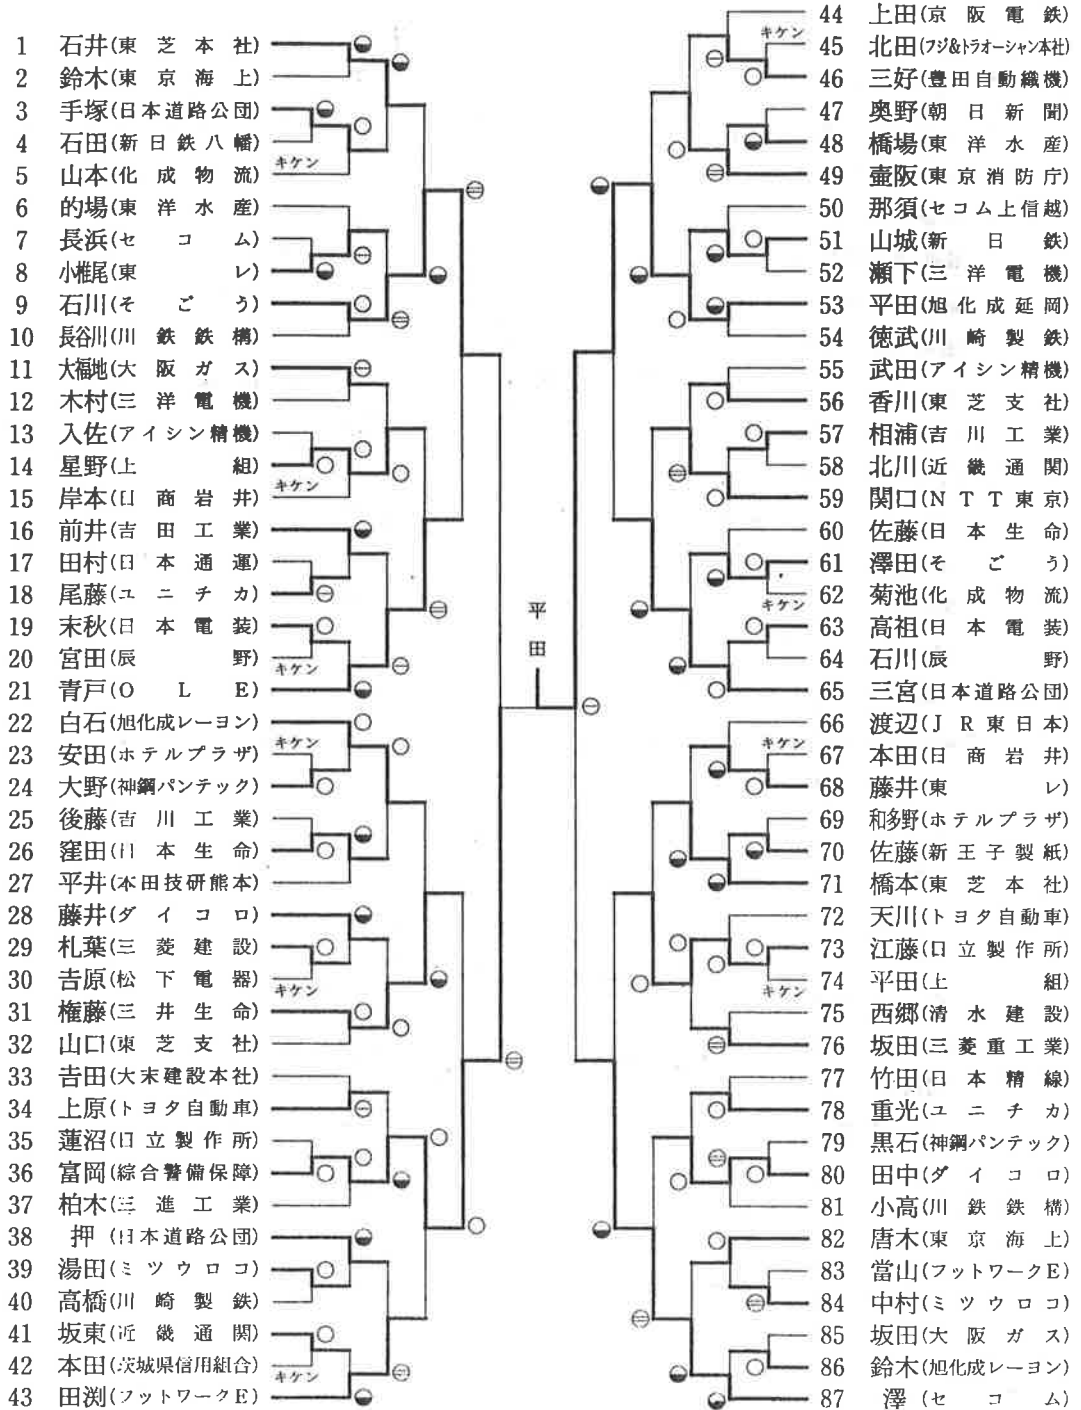 1 石井(東芝本社)
2 鈴木(東京海上)
3 手塚(日本道路公団)
4 石田(新日鉄八幡)
キケン
5 山本(化成物流)
6 的場(東洋水産)
7 長浜(セコム)
8 小椎尾(東レ)
9 石川(そごう)
10 長谷川(川鉄鉄構)
11 大福地(大阪ガス)
12 木村(三洋電機)
13 入佐(アイシン精機)
14 星野(上組)
キケン
15 岸本(日商岩井)
16 前井(吉田工業)
17 田村(日本通運)
18 尾藤(ユニチカ)
19 末秋(日本電装)
20 宮田(辰野)
キケン
21 青戸(OLE)
22 白石(旭化成レーヨン)
キケン
23 安田(ホテルプラザ)
24 大野(神鋼パンテック)
25 後藤(吉川工業)
26 窪田(日本生命)
27 平井(本田技研熊本)
28 藤井(ダイコロ)
29 札葉(三菱建設)
30 吉原(松下電器)
キケン
31 権藤(三井生命)
32 山口(東芝支社)
33 吉田(大末建設本社)
34 上原(トヨタ自動車)
35 蓮沼(日立製作所)
36 富岡(綜合警備保障)
37 柏木(三進工業)
38 押(日本道路公団)
39 湯田(ミツウロコ)
40 高橋(川崎製鉄)
41 坂東(近畿通関)
42 本田(茨城県信用組合)
キケン
43 田渕(フットワークE)
平田
44 上田(京阪電鉄)
キケン
45 北田(フジ&トラオーシャン本社)
46 三好(豊田自動織機)
47 奥野(朝日新聞)
48 橋場(東洋水産)
49 壷阪(東京消防庁)
50 那須(セコム上信越)
51 山城(新日鉄)
52 瀬下(三洋電機)
53 平田(旭化成延岡)
54 徳武(川崎製鉄)
55 武田(アイシン精機)
56 香川(東芝支社)
57 相浦(吉川工業)
58 北川(近畿通関)
59 関口(NTT東京)
60 佐藤(日本生命)
61 澤田(そごう)
62 菊池(化成物流)
キケン
63 高祖(日本電装)
64 石川(辰野)
65 三宮(日本道路公団)
66 渡辺(JR東日本)
キケン
67 本田(日商岩井)
68 藤井(東レ)
69 和多野(ホテルプラザ)
70 佐藤(新王子製紙)
71 橋本(東芝本社)
72 天川(トヨタ自動車)
73 江藤(日立製作所)
74 平田(上組)
キケン
75 西郷(清水建設)
76 坂田(三菱重工業)
77 竹田(日本精線)
78 重光(ユニチカ)
79 黒石(神鋼パンテック)
80 田中(ダイコロ)
81 小高(川鉄鉄構)
82 唐木(東京海上)
83 當山(フットワークE)
84 中村(ミツウロコ)
85 坂田(大阪ガス)
86 鈴木(旭化成レーヨン)
87 澤(セコム)